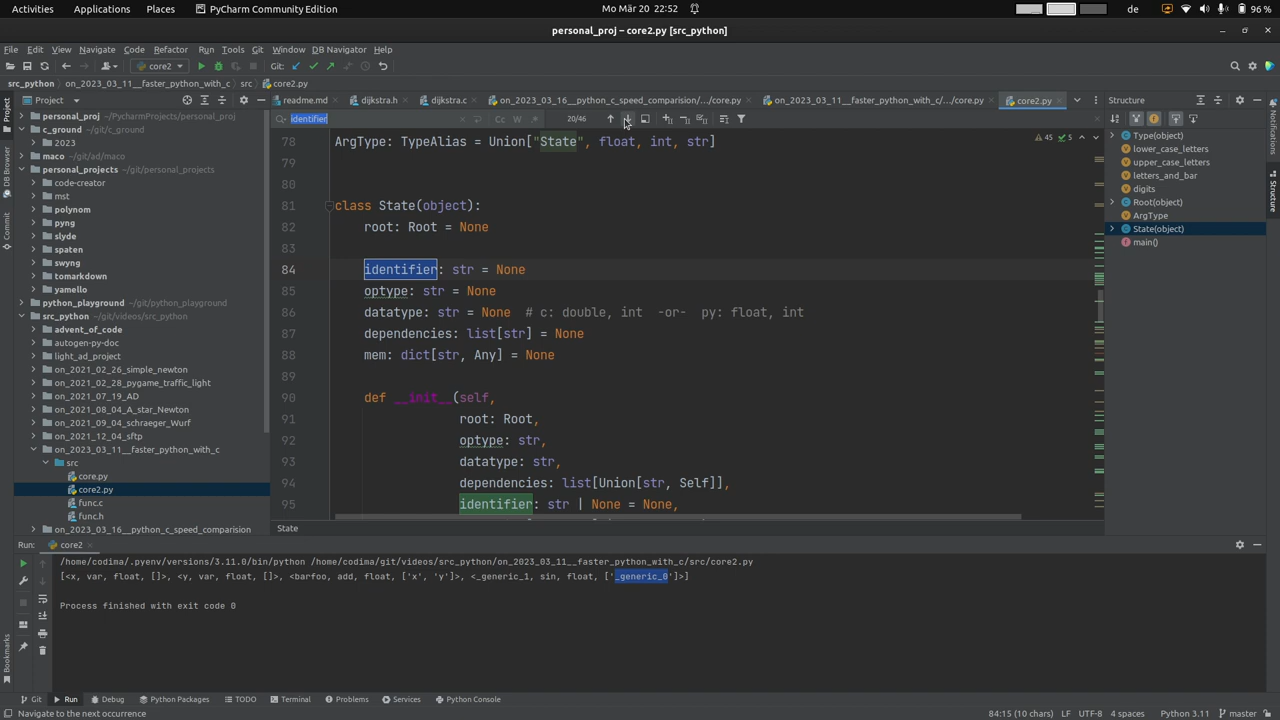 Activities Applications Places PyCharm Community Edition Mo Mär 20 22:52 de 96 %
personal_proj – core2.py [src_python]
File Edit View Navigate Code Refactor Run Tools Git Window DB Navigator Help
core2 Git:
src_python on_2023_03_11__faster_python_with_c src core2.py
Project readme.md dijkstra.h dijkstra.c on_2023_03_16__python_c_speed_comparision/.../core.py on_2023_03_11__faster_python_with_c/.../core.py core2.py Structure
identifier Cc W .* 20/46
personal_proj ~/PycharmProjects/personal_proj
c_ground ~/git/c_ground
2023
maco ~/git/ad/maco
personal_projects ~/git/personal_projects
code-creator
mst
polynom
pyng
slyde
spaten
swyng
tomarkdown
yamello
python_playground ~/git/python_playground
src_python ~/git/videos/src_python
advent_of_code
autogen-py-doc
light_ad_project
on_2021_02_26_simple_newton
on_2021_02_28_pygame_traffic_light
on_2021_07_19_AD
on_2021_08_04_A_star_Newton
on_2021_09_04_schraeger_Wurf
on_2021_12_04_sftp
on_2023_03_11__faster_python_with_c
src
core.py
core2.py
func.c
func.h
on_2023_03_16__python_c_speed_comparision
78 ArgType: TypeAlias = Union["State", float, int, str]
79
80
81 class State(object):
82 root: Root = None
83
84 identifier: str = None
85 optype: str = None
86 datatype: str = None # c: double, int -or- py: float, int
87 dependencies: list[str] = None
88 mem: dict[str, Any] = None
89
90 def __init__(self,
91 root: Root,
92 optype: str,
93 datatype: str,
94 dependencies: list[Union[str, Self]],
95 identifier: str | None = None,
State
45 5
Type(object)
lower_case_letters
upper_case_letters
letters_and_bar
digits
Root(object)
ArgType
State(object)
main()
Project
DB Browser
Commit
Bookmarks
Structure
Run: core2
/home/codima/.pyenv/versions/3.11.0/bin/python /home/codima/git/videos/src_python/on_2023_03_11__faster_python_with_c/src/core2.py
[<x, var, float, []>, <y, var, float, []>, <barfoo, add, float, ['x', 'y']>, <_generic_1, sin, float, ['_generic_0']>]
Process finished with exit code 0
Git Run Debug Python Packages TODO Terminal Problems Services Python Console
Navigate to the next occurrence 84:15 (10 chars) LF UTF-8 4 spaces Python 3.11 master